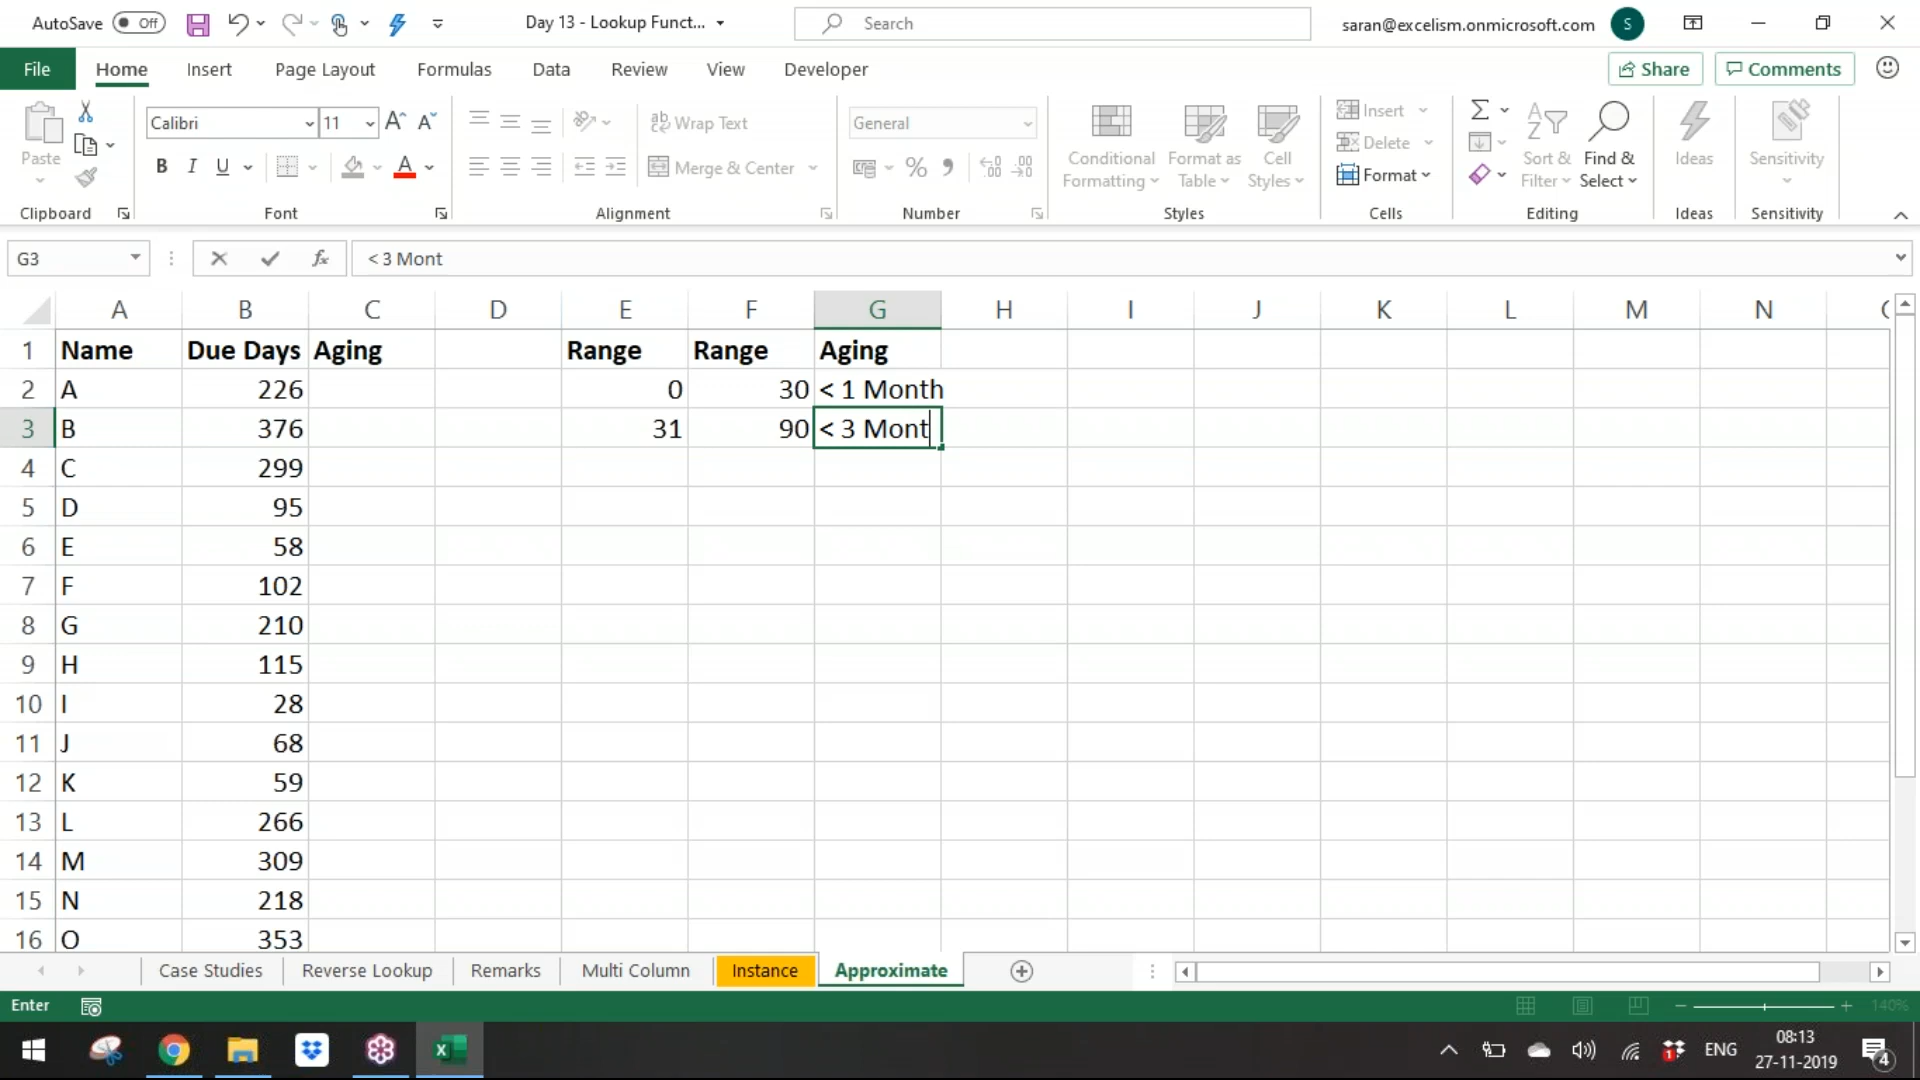 AutoSave Off Day 13 - Lookup Funct... Search saran@excelism.onmicrosoft.com S
File Home Insert Page Layout Formulas Data Review View Developer Share Comments
Paste Calibri 11 Wrap Text General Conditional Formatting Format as Table Cell Styles Insert Sort & Filter Find & Select Ideas Sensitivity
B I U Merge & Center % Delete
Format
Clipboard Font Alignment Number Styles Cells Editing Ideas Sensitivity
G3 fx < 3 Mont
A B C D E F G H I J K L M N
1 Name Due Days Aging Range Range Aging
2 A 226 0 30 < 1 Month
3 B 376 31 90 < 3 Mont
4 C 299
5 D 95
6 E 58
7 F 102
8 G 210
9 H 115
10 I 28
11 J 68
12 K 59
13 L 266
14 M 309
15 N 218
16 O 353
Case Studies Reverse Lookup Remarks Multi Column Instance Approximate
Enter 140%
ENG 08:13
27-11-2019 4